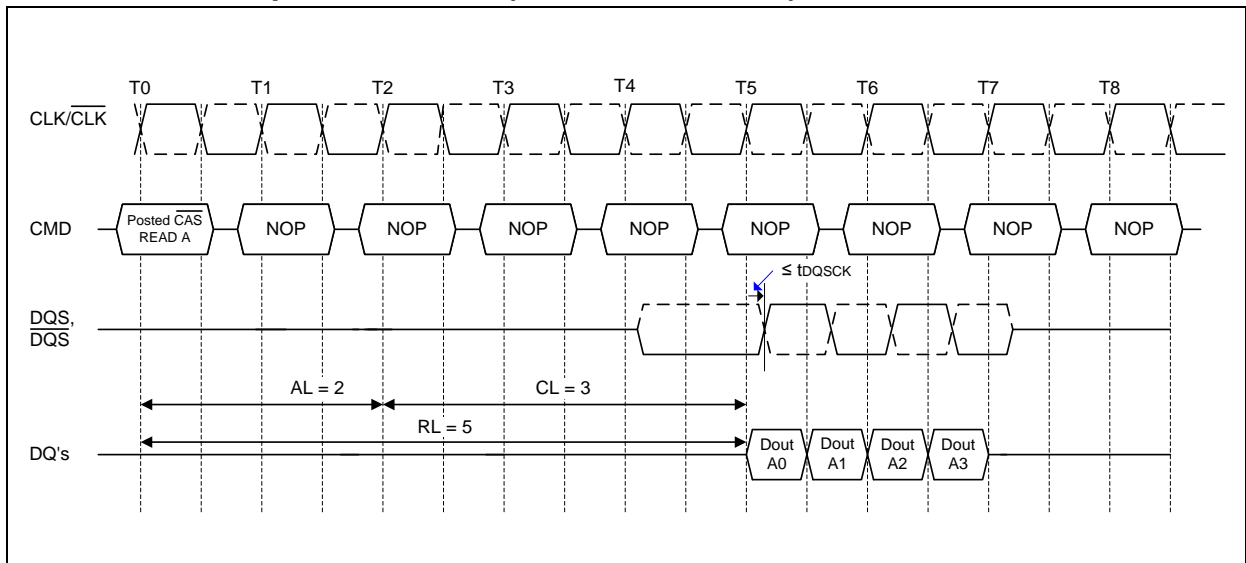 T0 T1 T2 T3 T4 T5 T6 T7 T8
CLK/CLK
CMD
Posted CAS
READ A
NOP NOP NOP NOP NOP NOP NOP NOP
≤ tDQSCK
DQS,
DQS
AL = 2
CL = 3
RL = 5
DQ's
Dout
A0
Dout
A1
Dout
A2
Dout
A3